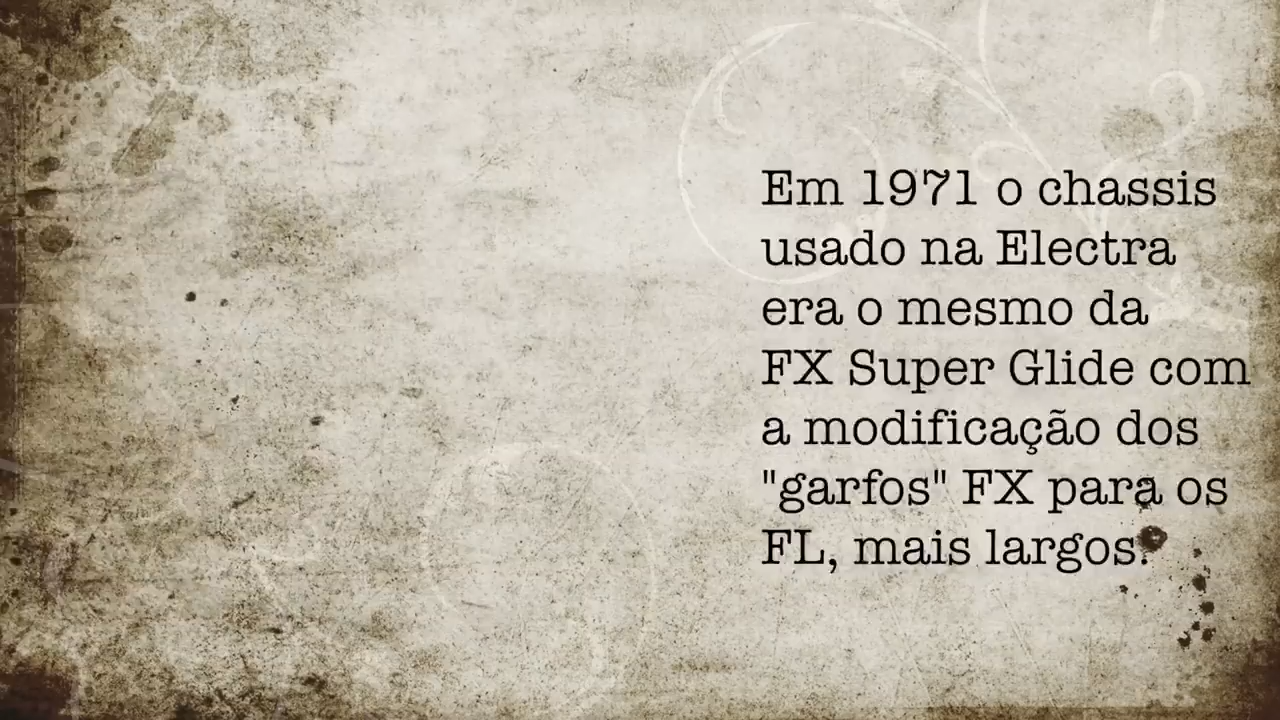 Em 1971 o chassis
usado na Electra
era o mesmo da
FX Super Glide com
a modificação dos
"garfos" FX para os
FL, mais largos.